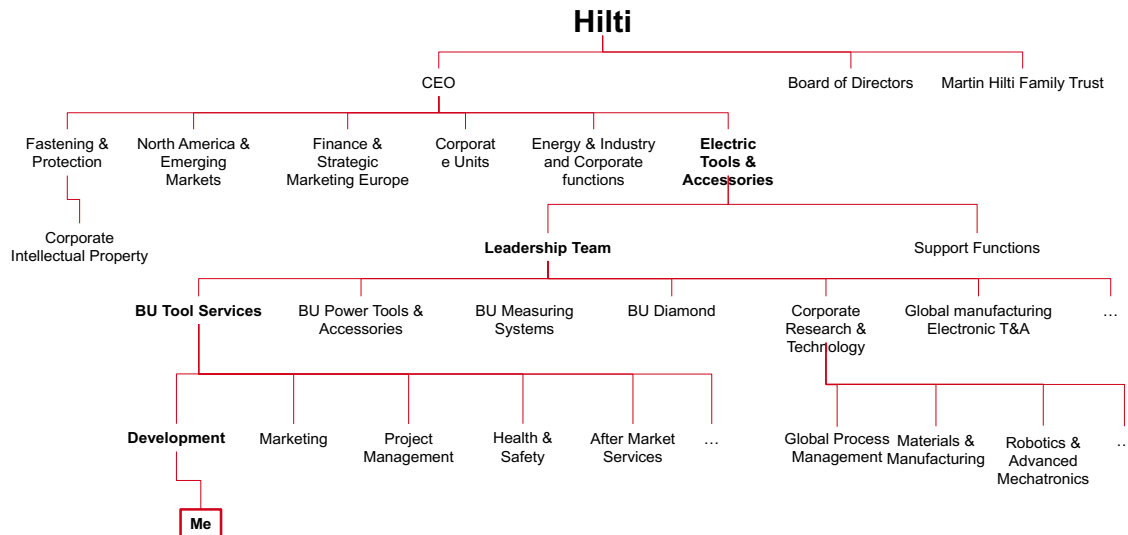 Hilti
CEO
Board of Directors
Martin Hilti Family Trust
Fastening &
Protection
North America &
Emerging
Markets
Finance &
Strategic
Marketing Europe
Corporat
e Units
Energy & Industry
and Corporate
functions
Electric
Tools &
Accessories
Corporate
Intellectual Property
Leadership Team
Support Functions
BU Tool Services
BU Power Tools &
Accessories
BU Measuring
Systems
BU Diamond
Corporate
Research &
Technology
Global manufacturing
Electronic T&A
…
Development
Marketing
Project
Management
Health &
Safety
After Market
Services
…
Global Process
Management
Materials &
Manufacturing
Robotics &
Advanced
Mechatronics
…
Me